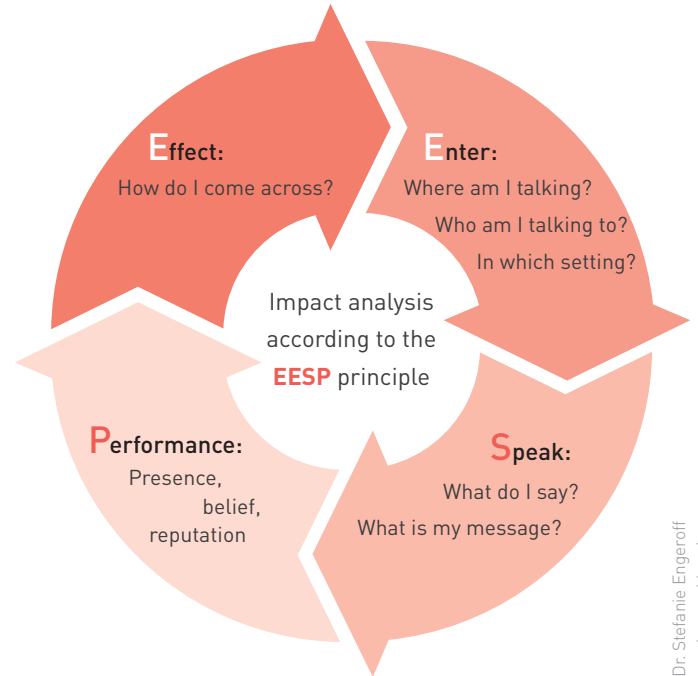 Effect:
How do I come across?
Enter:
Where am I talking?
Who am I talking to?
In which setting?
Impact analysis
according to the
EESP principle
Performance:
Presence,
belief,
reputation
Speak:
What do I say?
What is my message?
Dr. Stefanie Engeroff